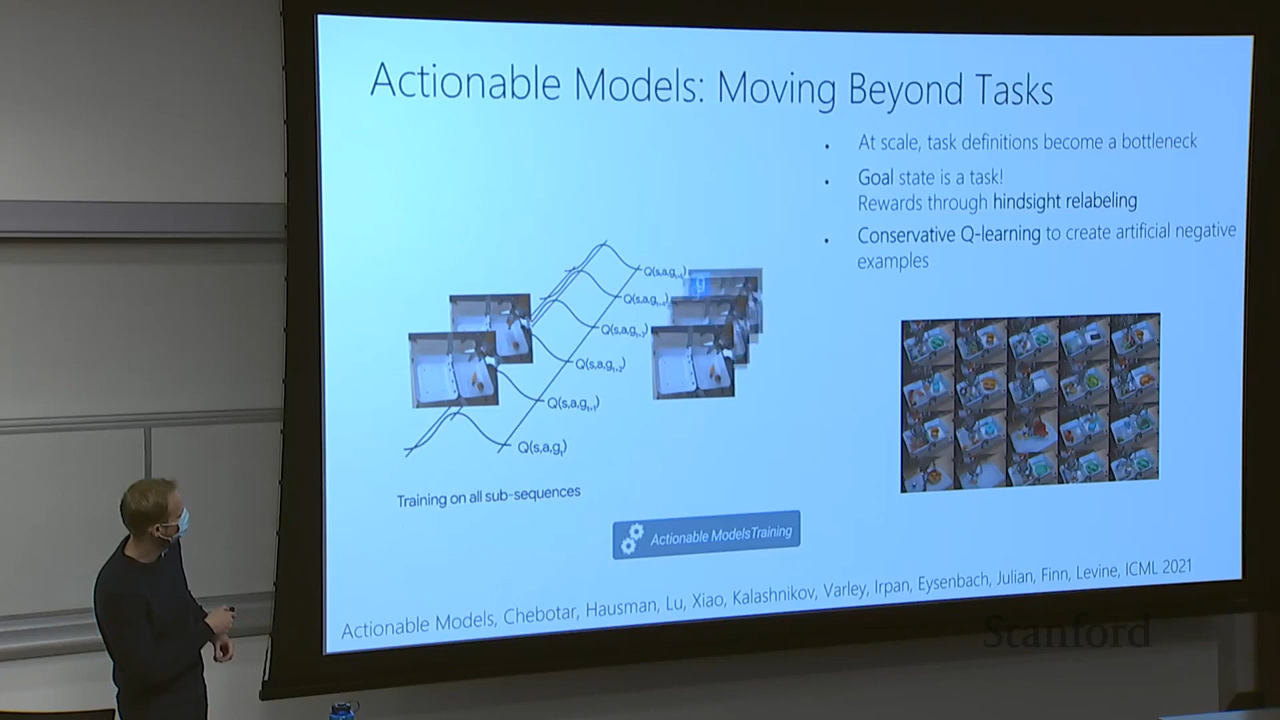 Actionable Models: Moving Beyond Tasks
At scale, task definitions become a bottleneck
Goal state is a task!
Rewards through hindsight relabeling
Conservative Q-learning to create artificial negative
examples
g
Training on all sub-sequences
Actionable Models Training
Actionable Models, Chebotar, Hausman, Lu, Xiao, Kalashnikov, Varley, Irpan, Eysenbach, Julian, Finn, Levine, ICML 2021
Stanford